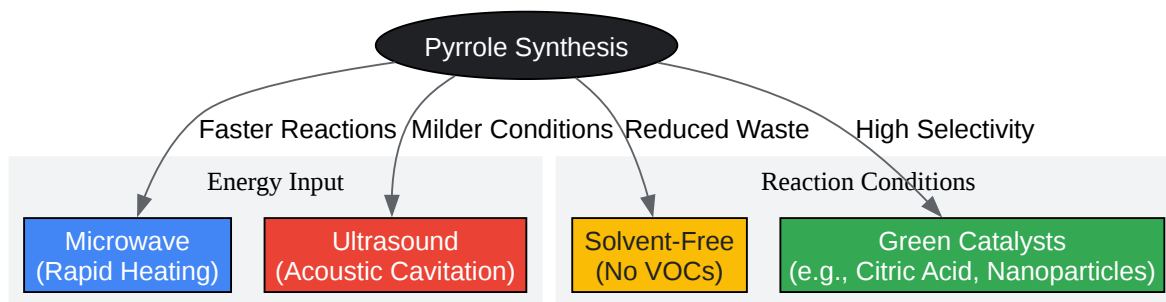 Pyrrole Synthesis
Faster Reactions
Milder Conditions
Reduced Waste
High Selectivity
Energy Input
Reaction Conditions
Microwave
(Rapid Heating)
Ultrasound
(Acoustic Cavitation)
Solvent-Free
(No VOCs)
Green Catalysts
(e.g., Citric Acid, Nanoparticles)